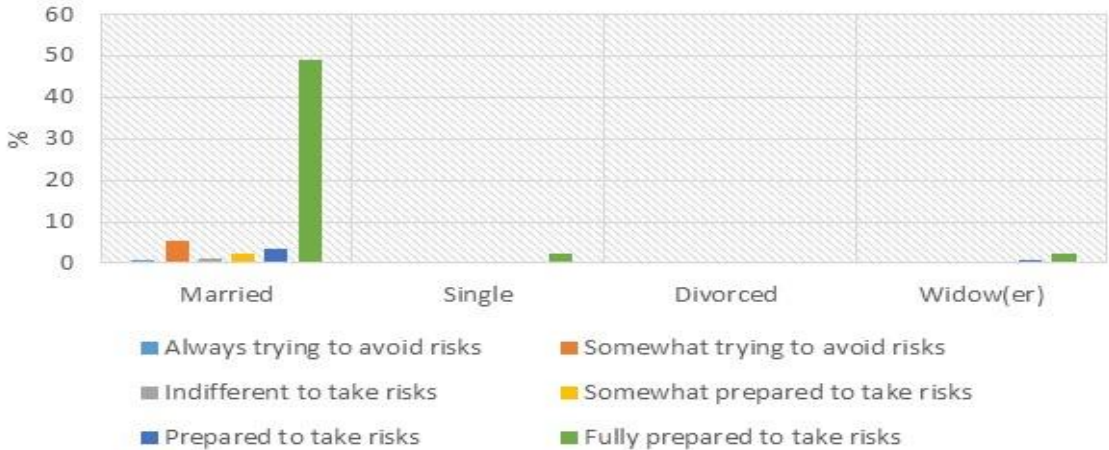 60
50
40
30
20
10
0
%
Married Single Divorced Widow(er)
Always trying to avoid risks Somewhat trying to avoid risks
Indifferent to take risks Somewhat prepared to take risks
Prepared to take risks Fully prepared to take risks